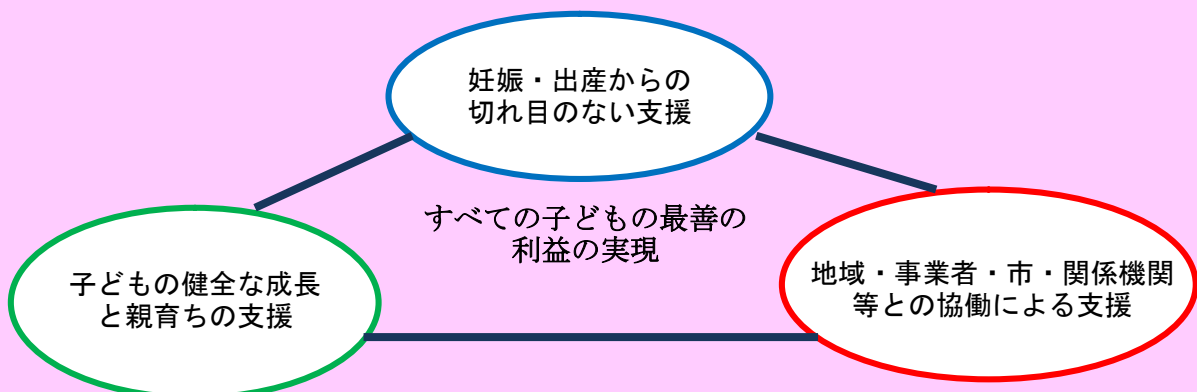 妊娠・出産からの
切れ目のない支援
すべての子どもの最善の
利益の実現
子どもの健全な成長
と親育ちの支援
地域・事業者・市・関係機関
等との協働による支援